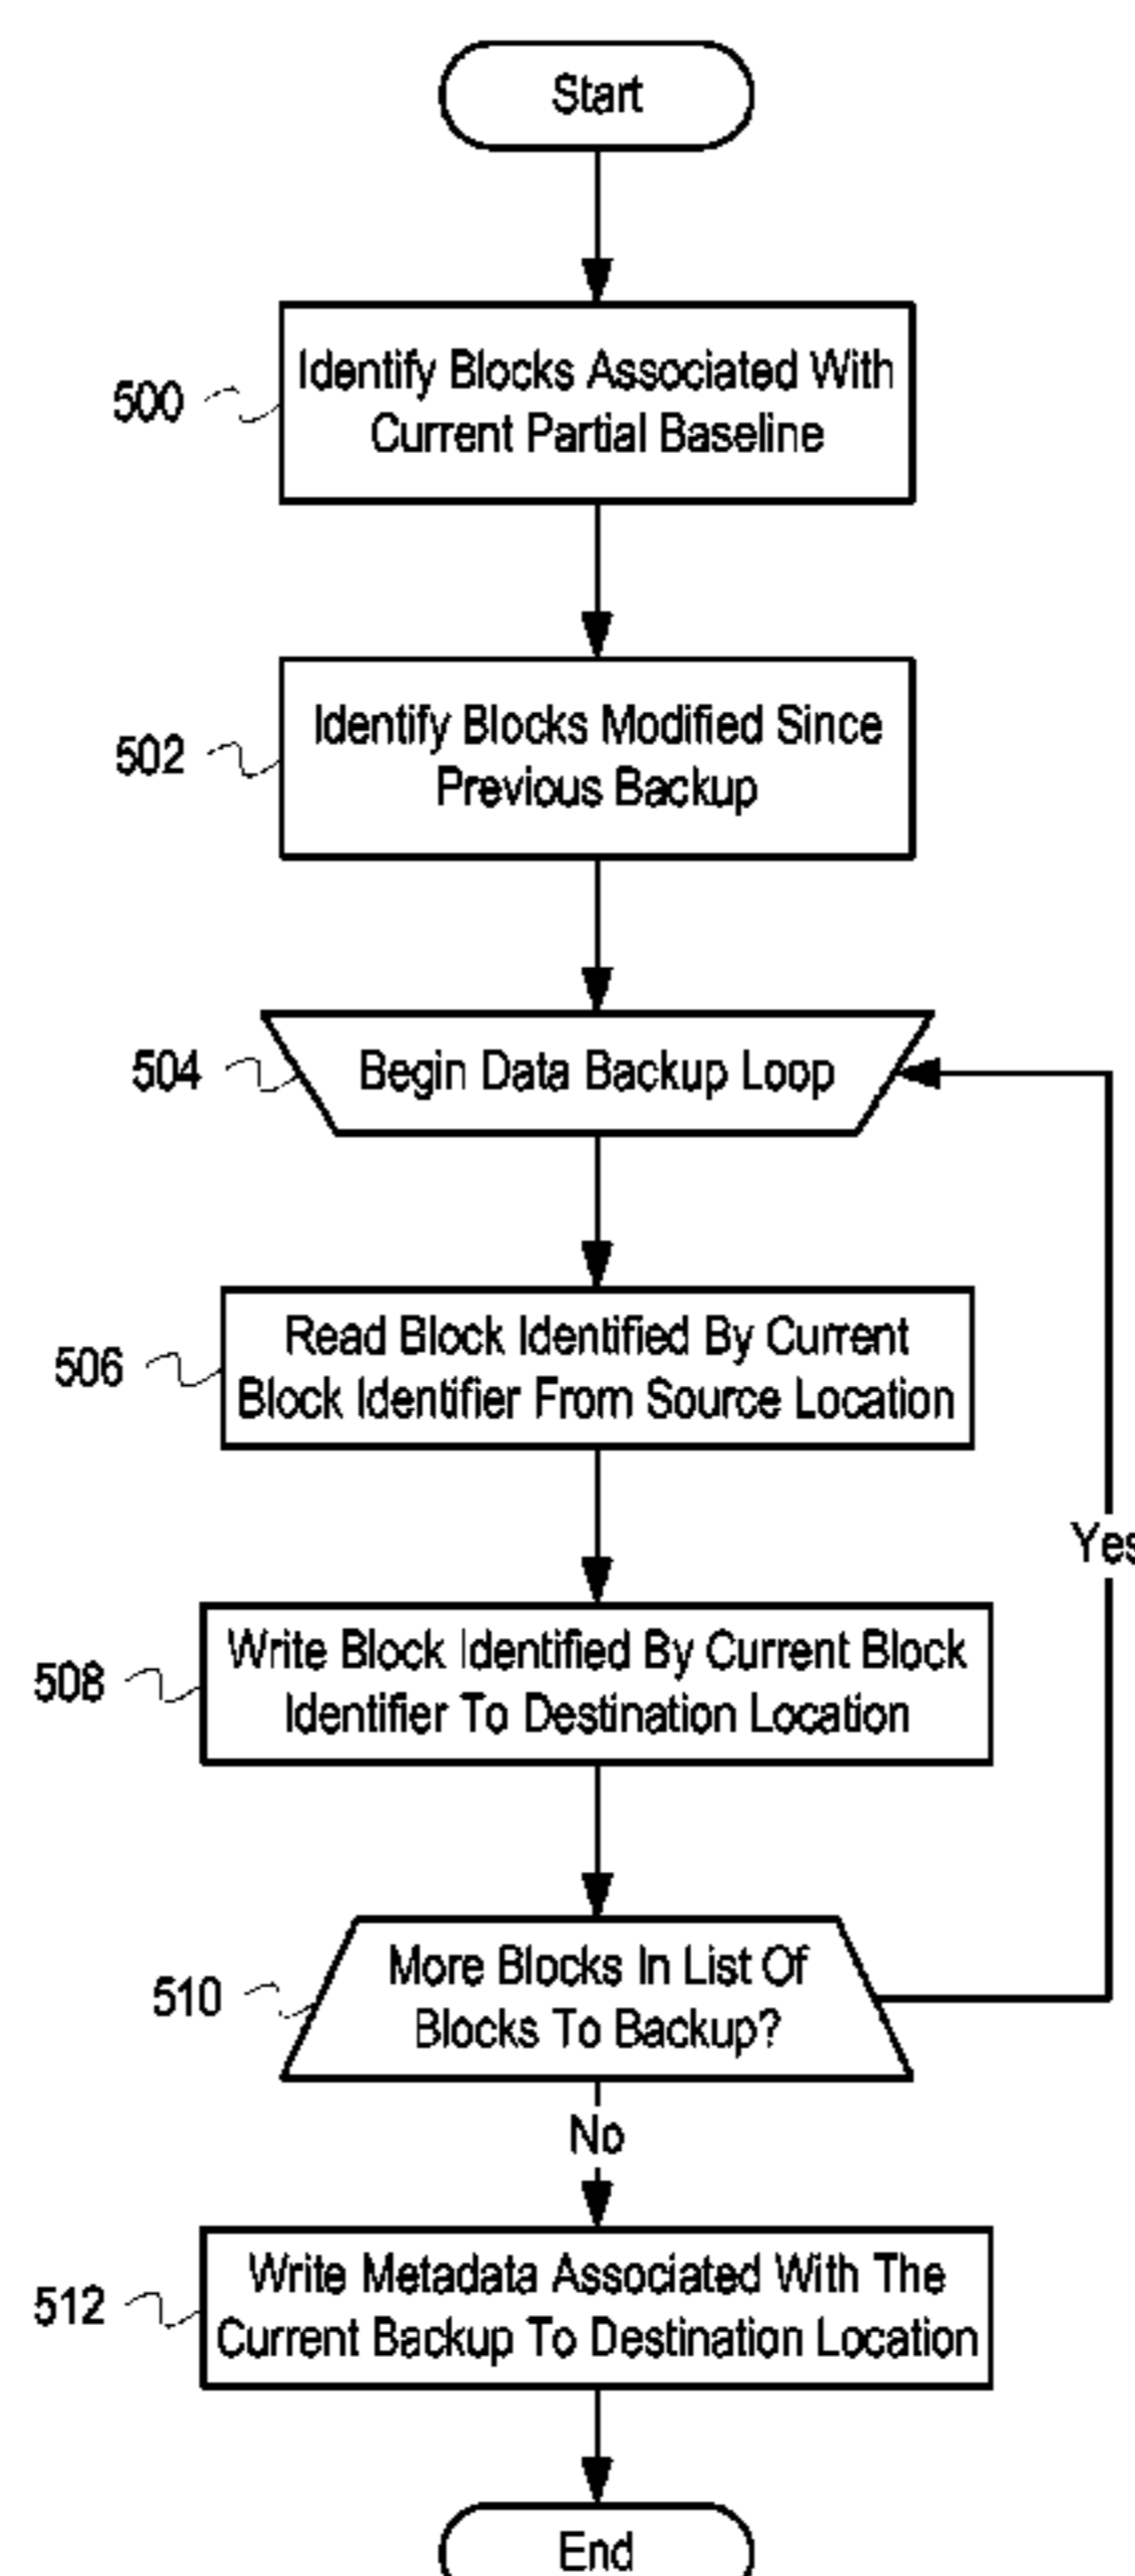 Start
500
Identify Blocks Associated With
Current Partial Baseline
502
Identify Blocks Modified Since
Previous Backup
504
Begin Data Backup Loop
506
Read Block Identified By Current
Block Identifier From Source Location
Yes
508
Write Block Identified By Current Block
Identifier To Destination Location
510
More Blocks In List Of
Blocks To Backup?
No
512
Write Metadata Associated With The
Current Backup To Destination Location
End